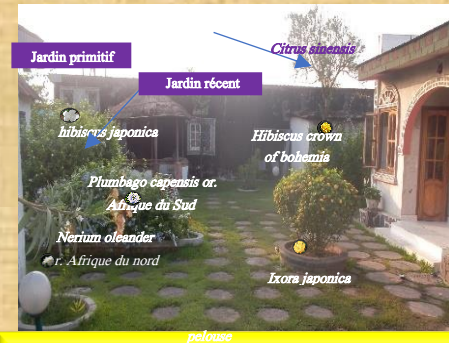 Citrus sinensis
Jardin primitif
Jardin récent
hibiscus japonica
Hibiscus crown
of bohemia
Plumbago capensis or.
Afrique du Sud
Nerium oleander
r. Afrique du nord
Ixora japonica
pelouse